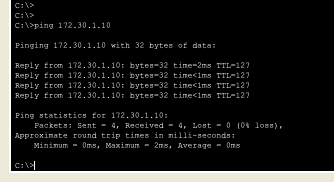 C:\>
C:\>
C:\>ping 172.30.1.10
Pinging 172.30.1.10 with 32 bytes of data:
Reply from 172.30.1.10: bytes=32 time=2ms TTL=127
Reply from 172.30.1.10: bytes=32 time<1ms TTL=127
Reply from 172.30.1.10: bytes=32 time<1ms TTL=127
Reply from 172.30.1.10: bytes=32 time<1ms TTL=127
Ping statistics for 172.30.1.10:
Packets: Sent = 4, Received = 4, Lost = 0 (0% loss),
Approximate round trip times in milli-seconds:
Minimum = 0ms, Maximum = 2ms, Average = 0ms
C:\>